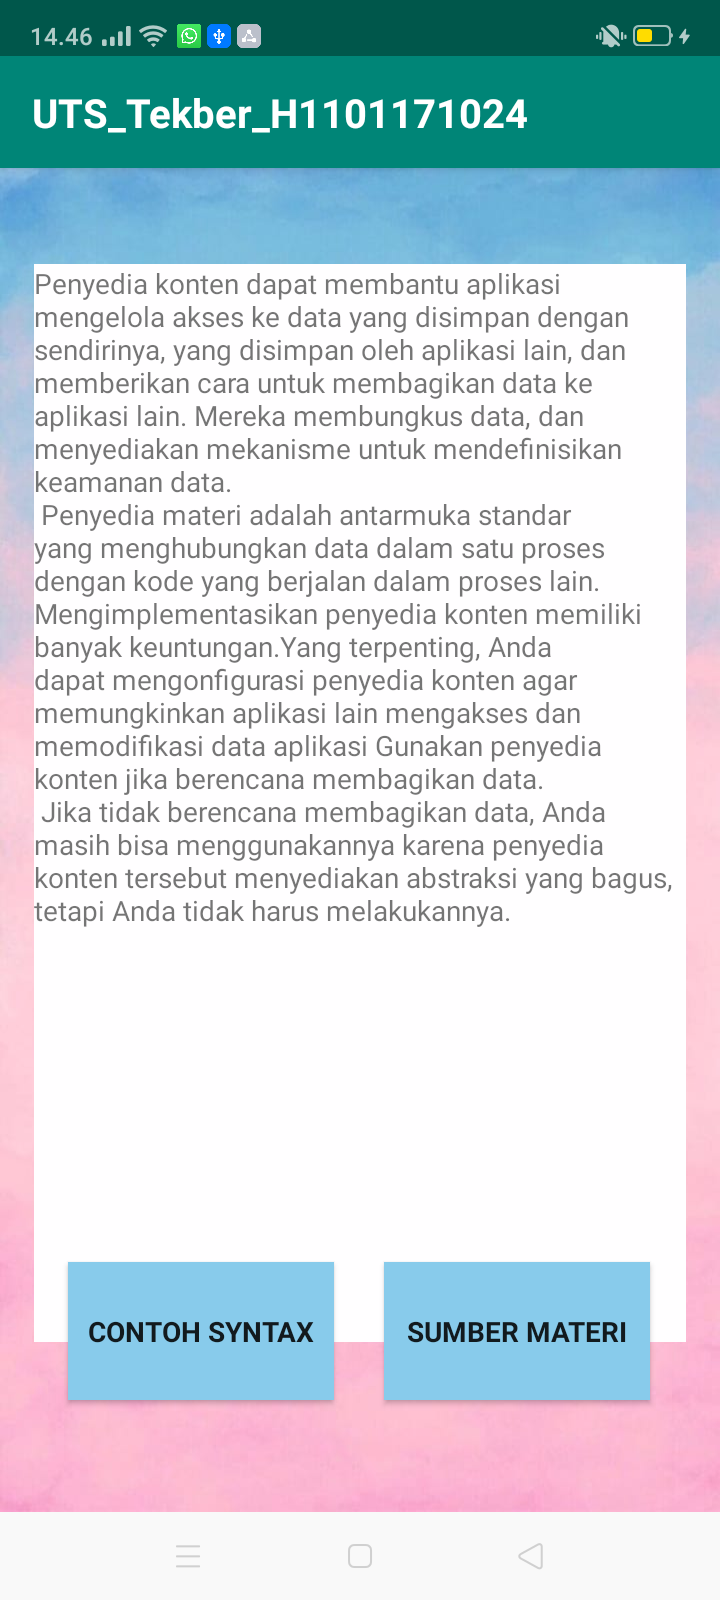 14.46
UTS_Tekber_H1101171024
Penyedia konten dapat membantu aplikasi
mengelola akses ke data yang disimpan dengan
sendirinya, yang disimpan oleh aplikasi lain, dan
memberikan cara untuk membagikan data ke
aplikasi lain. Mereka membungkus data, dan
menyediakan mekanisme untuk mendefinisikan
keamanan data.
Penyedia materi adalah antarmuka standar
yang menghubungkan data dalam satu proses
dengan kode yang berjalan dalam proses lain.
Mengimplementasikan penyedia konten memiliki
banyak keuntungan.Yang terpenting, Anda
dapat mengonfigurasi penyedia konten agar
memungkinkan aplikasi lain mengakses dan
memodifikasi data aplikasi Gunakan penyedia
konten jika berencana membagikan data.
Jika tidak berencana membagikan data, Anda
masih bisa menggunakannya karena penyedia
konten tersebut menyediakan abstraksi yang bagus,
tetapi Anda tidak harus melakukannya.
CONTOH SYNTAX
SUMBER MATERI